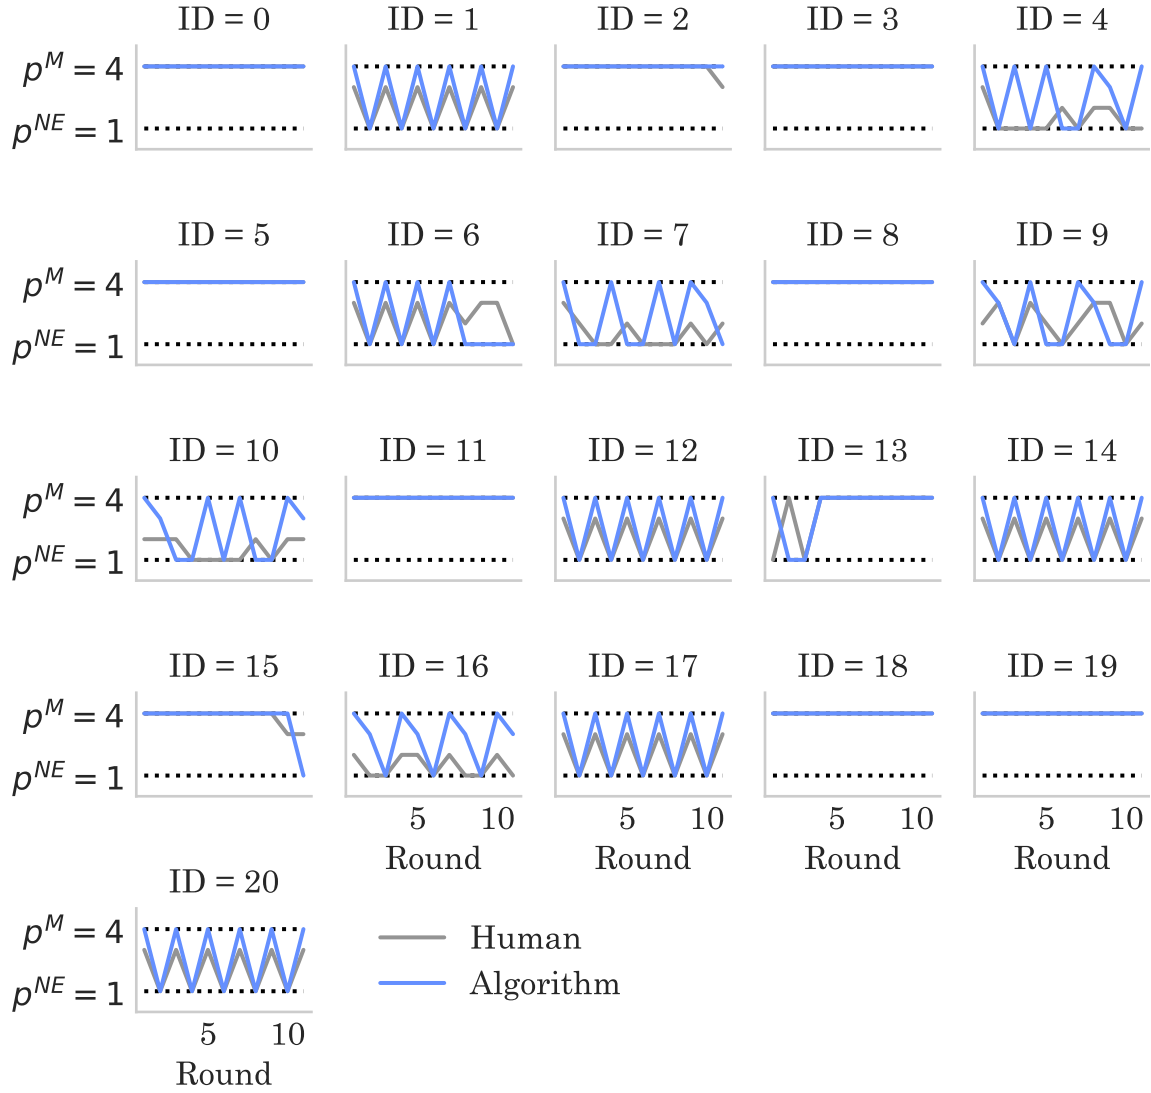 ID = 0 ID = 1 ID = 2 ID = 3 ID = 4
p^M = 4
p^NE = 1
ID = 5 ID = 6 ID = 7 ID = 8 ID = 9
p^M = 4
p^NE = 1
ID = 10 ID = 11 ID = 12 ID = 13 ID = 14
p^M = 4
p^NE = 1
ID = 15 ID = 16 ID = 17 ID = 18 ID = 19
p^M = 4
p^NE = 1
5 10 5 10 5 10 5 10
Round Round Round Round
ID = 20
p^M = 4
p^NE = 1
Human
Algorithm
5 10
Round